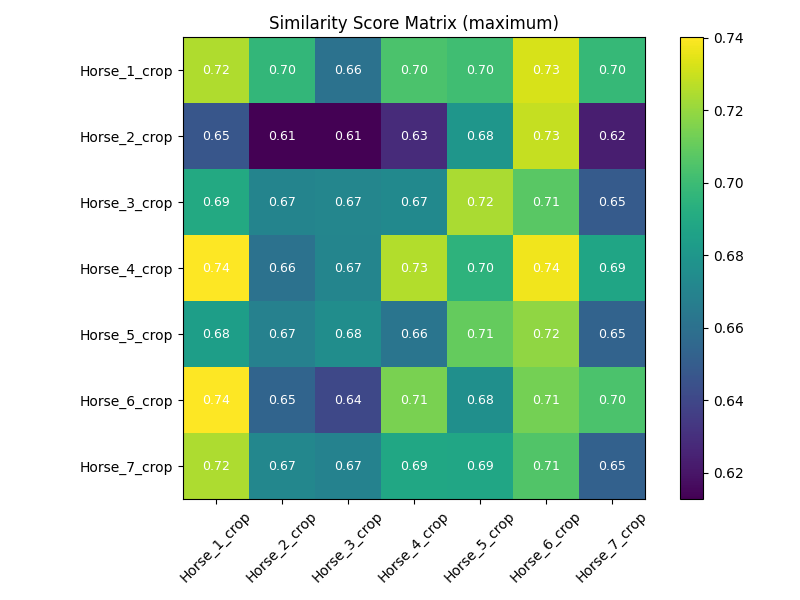 Similarity Score Matrix (maximum)
Horse_1_crop 0.72 0.70 0.66 0.70 0.70 0.73 0.70
Horse_2_crop 0.65 0.61 0.61 0.63 0.68 0.73 0.62
Horse_3_crop 0.69 0.67 0.67 0.67 0.72 0.71 0.65
Horse_4_crop 0.74 0.66 0.67 0.73 0.70 0.74 0.69
Horse_5_crop 0.68 0.67 0.68 0.66 0.71 0.72 0.65
Horse_6_crop 0.74 0.65 0.64 0.71 0.68 0.71 0.70
Horse_7_crop 0.72 0.67 0.67 0.69 0.69 0.71 0.65
Horse_1_crop Horse_2_crop Horse_3_crop Horse_4_crop Horse_5_crop Horse_6_crop Horse_7_crop
0.74
0.72
0.70
0.68
0.66
0.64
0.62